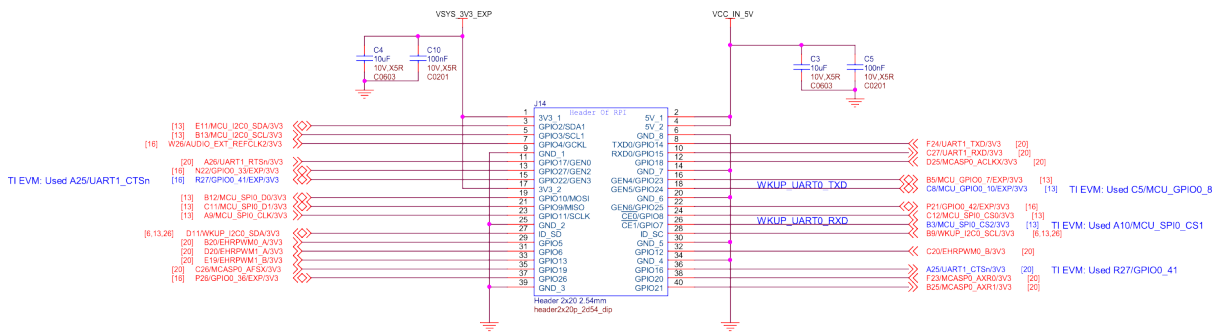 VSYS_3V3_EXP
VCC_IN_5V
C4
10uF
10V,X5R
C0603
C10
100nF
10V,X5R
C0201
C3
10uF
10V,X5R
C0603
C5
100nF
10V,X5R
C0201
J14
Header Of RPI
1 3V3_1 5V_1 2
[13] E11/MCU_I2C0_SDA/3V3 3 GPIO2/SDA1 5V_2 4
[13] B13/MCU_I2C0_SCL/3V3 5 GPIO3/SCL1 GND_8 6
[16] W26/AUDIO_EXT_REFCLK2/3V3 7 GPIO4/GCKL TXD0/GPIO14 8 F24/UART1_TXD/3V3 [20]
9 GND_1 RXD0/GPIO15 10 C27/UART1_RXD/3V3 [20]
[20] A26/UART1_RTSn/3V3 11 GPIO17/GEN0 GPIO18 12 D25/MCASP0_ACLKX/3V3 [20]
[16] N22/GPIO0_33/EXP/3V3 13 GPIO27/GEN2 GND_7 14
TI EVM: Used A25/UART1_CTSn [16] R27/GPIO0_41/EXP/3V3 15 GPIO22/GEN3 GEN4/GPIO23 16 B5/MCU_GPIO0_7/EXP/3V3 [13]
17 3V3_2 GEN5/GPIO24 18 WKUP_UART0_TXD C8/MCU_GPIO0_10/EXP/3V3 [13] TI EVM: Used C5/MCU_GPIO0_8
[13] B12/MCU_SPI0_D0/3V3 19 GPIO10/MOSI GND_6 20
[13] C11/MCU_SPI0_D1/3V3 21 GPIO9/MISO GEN6/GPIO25 22 P21/GPIO0_42/EXP/3V3 [16]
[13] A9/MCU_SPI0_CLK/3V3 23 GPIO11/SCLK CE0/GPIO8 24 C12/MCU_SPI0_CS0/3V3 [13]
25 GND_2 CE1/GPIO7 26 WKUP_UART0_RXD B3/MCU_SPI0_CS2/3V3 [13] TI EVM: Used A10/MCU_SPI0_CS1
[6,13,26] D11/WKUP_I2C0_SDA/3V3 27 ID_SD ID_SC 28 B9/WKUP_I2C0_SCL/3V3 [6,13,26]
[20] B20/EHRPWM0_A/3V3 29 GPIO5 GND_5 30
[20] D20/EHRPWM1_A/3V3 31 GPIO6 GPIO12 32 C20/EHRPWM0_B/3V3 [20]
[20] E19/EHRPWM1_B/3V3 33 GPIO13 GND_4 34
[20] C26/MCASP0_AFSX/3V3 35 GPIO19 GPIO16 36 A25/UART1_CTSn/3V3 [20] TI EVM: Used R27/GPIO0_41
[16] P26/GPIO0_36/EXP/3V3 37 GPIO26 GPIO20 38 F23/MCASP0_AXR0/3V3 [20]
39 GND_3 GPIO21 40 B25/MCASP0_AXR1/3V3 [20]
Header 2x20 2.54mm
header2x20p_2d54_dip